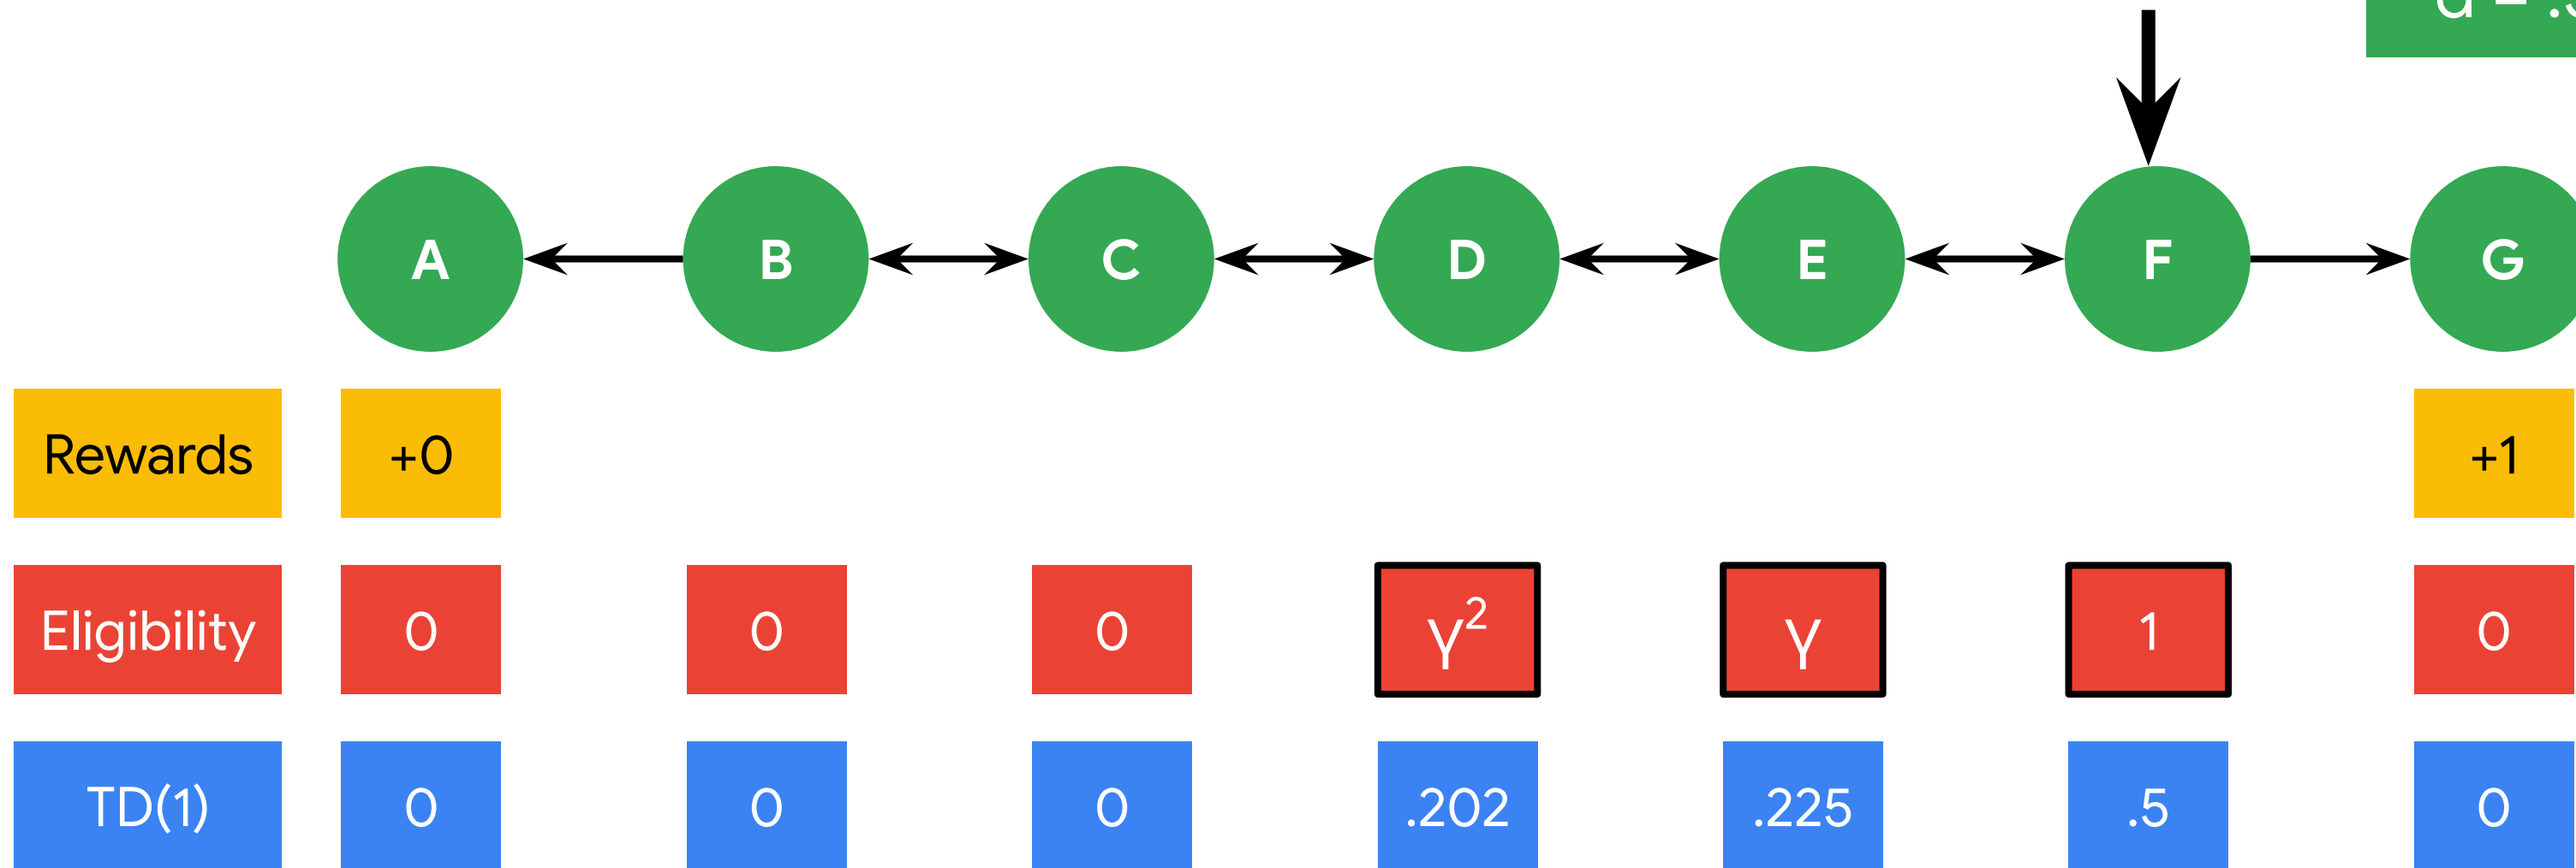 A B C D E F G
Rewards +0 +1
Eligibility 0 0 0 γ² γ 1 0
TD(1) 0 0 0 .202 .225 .5 0